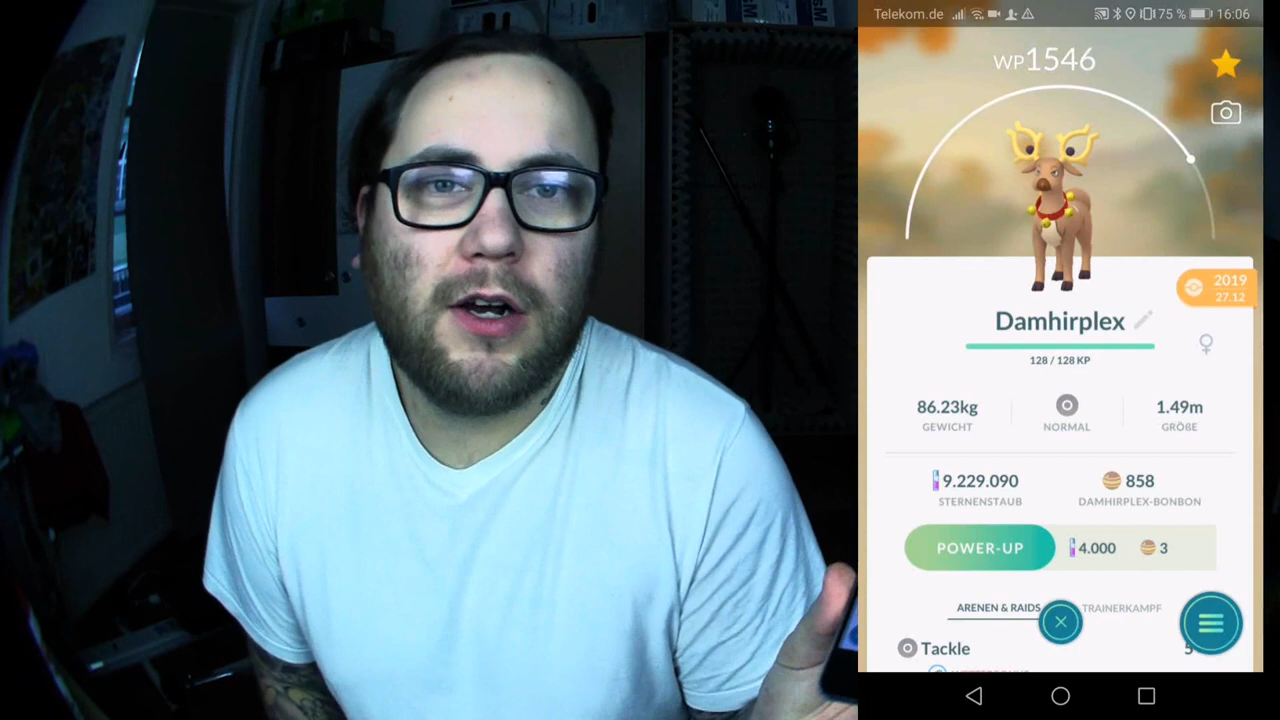 Telekom.de 75 % 16:06
WP1546
2019
27.12
Damhirplex
128 / 128 KP
86.23kg
GEWICHT
NORMAL
1.49m
GRÖẞE
9.229.090
STERNENSTAUB
858
DAMHIRPLEX-BONBON
POWER-UP 4.000 3
ARENEN & RAIDS TRAINERKAMPF
Tackle 5